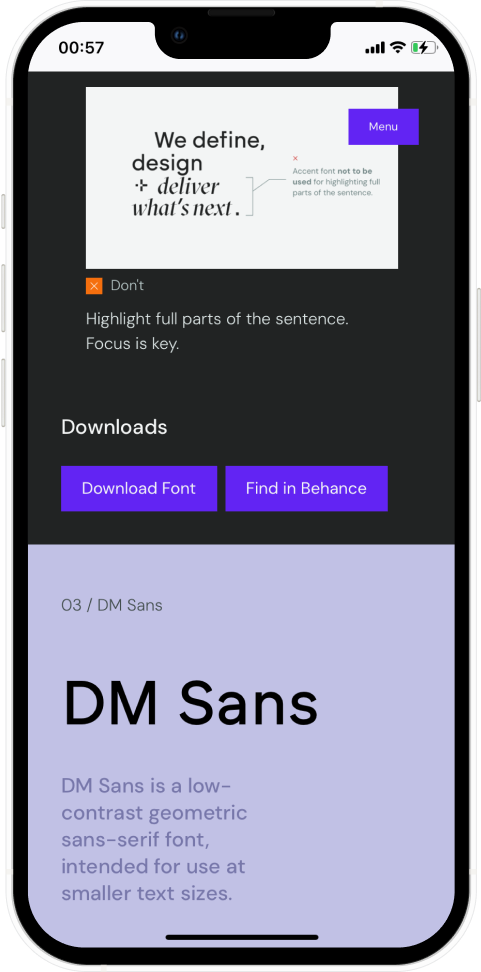 00:57
Menu
We define,
design
deliver
what's next.
×
Accent font not to be
used for highlighting full
parts of the sentence.
Don't
Highlight full parts of the sentence.
Focus is key.
Downloads
Download Font
Find in Behance
03 / DM Sans
DM Sans
DM Sans is a low-
contrast geometric
sans-serif font,
intended for use at
smaller text sizes.